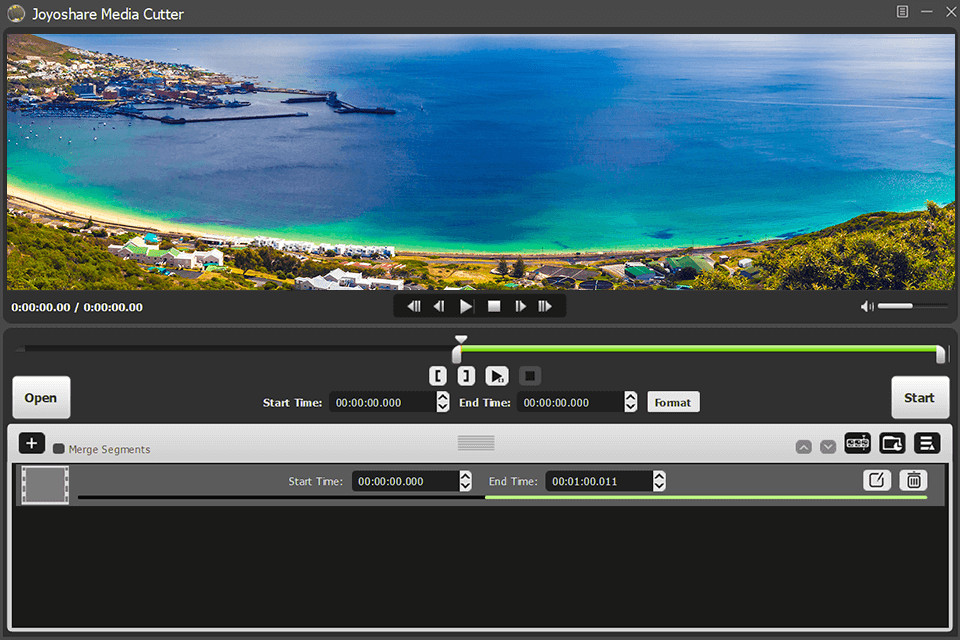 Joyoshare Media Cutter
0:00:00.00 / 0:00:00.00
Open
Start Time: 00:00:00.000 End Time: 00:00:00.000 Format
Start
Merge Segments
Start Time: 00:00:00.000 End Time: 00:01:00.011